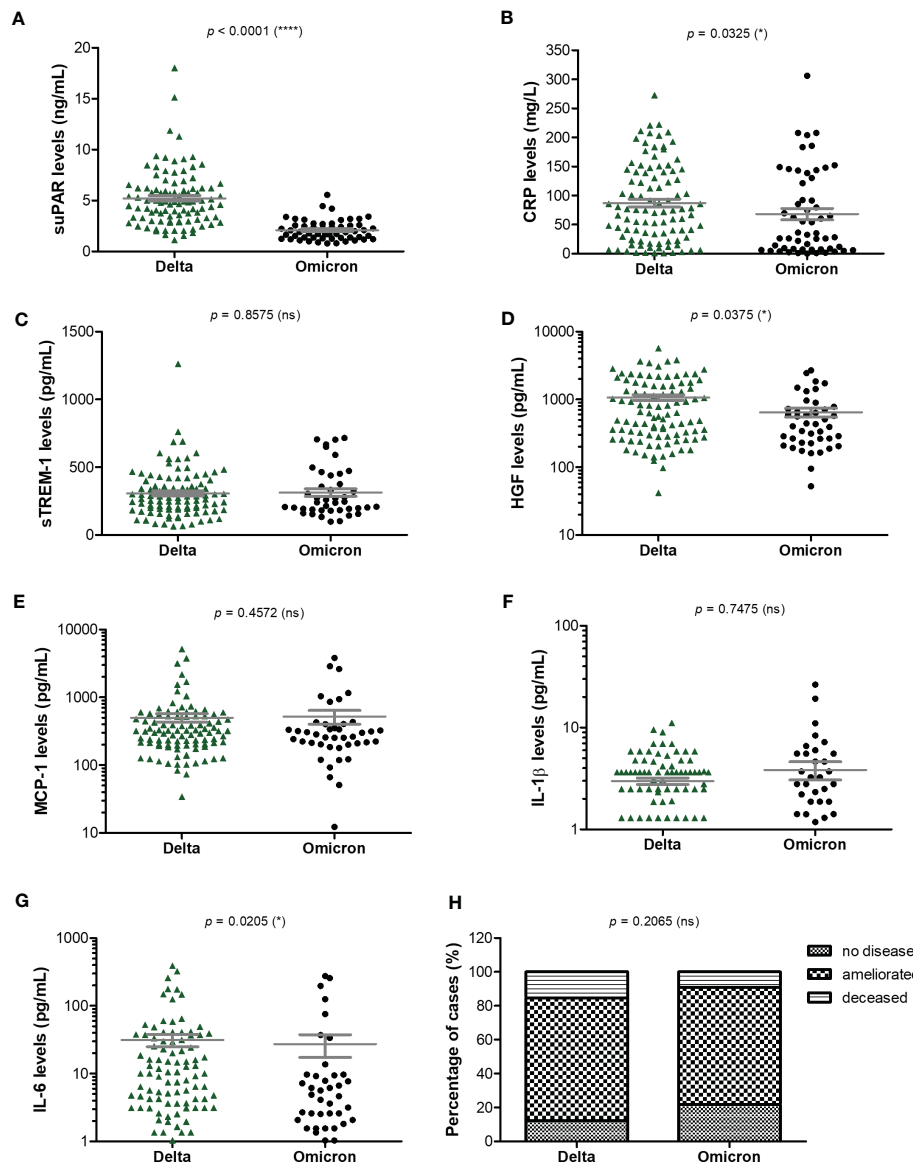 A
p < 0.0001 (****)
suPAR levels (ng/mL)
20
15
10
5
0
Delta
Omicron
B
p = 0.0325 (*)
CRP levels (mg/L)
350
300
250
200
150
100
50
0
Delta
Omicron
C
p = 0.8575 (ns)
sTREM-1 levels (pg/mL)
1500
1000
500
0
Delta
Omicron
D
p = 0.0375 (*)
HGF levels (pg/mL)
10000
1000
100
10
Delta
Omicron
E
p = 0.4572 (ns)
MCP-1 levels (pg/mL)
10000
1000
100
10
Delta
Omicron
F
p = 0.7475 (ns)
IL-1β levels (pg/mL)
100
10
1
Delta
Omicron
G
p = 0.0205 (*)
IL-6 levels (pg/mL)
1000
100
10
1
Delta
Omicron
H
p = 0.2065 (ns)
Percentage of cases (%)
120
100
80
60
40
20
0
Delta
Omicron
no disease
ameliorated
deceased